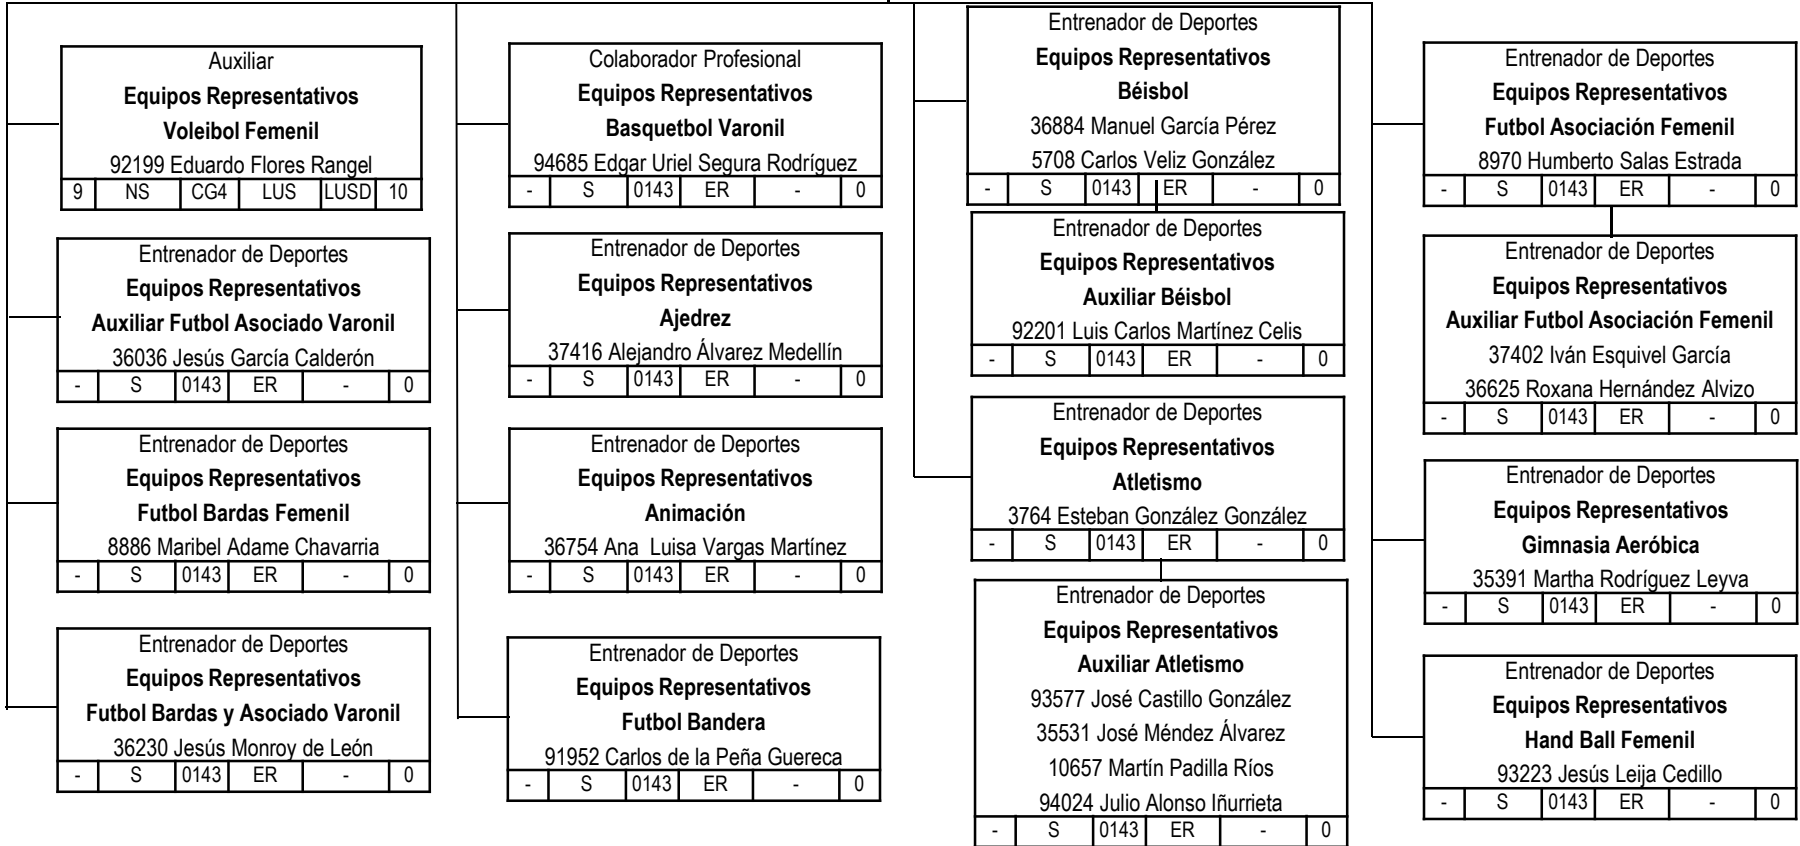 Auxiliar
Equipos Representativos
Voleibol Femenil
92199 Eduardo Flores Rangel
9 NS CG4 LUS LUSD 10
Entrenador de Deportes
Equipos Representativos
Auxiliar Futbol Asociado Varonil
36036 Jesús García Calderón
- S 0143 ER - 0
Entrenador de Deportes
Equipos Representativos
Futbol Bardas Femenil
8886 Maribel Adame Chavarria
- S 0143 ER - 0
Entrenador de Deportes
Equipos Representativos
Futbol Bardas y Asociado Varonil
36230 Jesús Monroy de León
- S 0143 ER - 0
Colaborador Profesional
Equipos Representativos
Basquetbol Varonil
94685 Edgar Uriel Segura Rodríguez
- S 0143 ER - 0
Entrenador de Deportes
Equipos Representativos
Ajedrez
37416 Alejandro Álvarez Medellín
- S 0143 ER - 0
Entrenador de Deportes
Equipos Representativos
Animación
36754 Ana Luisa Vargas Martínez
- S 0143 ER - 0
Entrenador de Deportes
Equipos Representativos
Futbol Bandera
91952 Carlos de la Peña Guereca
- S 0143 ER - 0
Entrenador de Deportes
Equipos Representativos
Béisbol
36884 Manuel García Pérez
5708 Carlos Veliz González
- S 0143 ER - 0
Entrenador de Deportes
Equipos Representativos
Auxiliar Béisbol
92201 Luis Carlos Martínez Celis
- S 0143 ER - 0
Entrenador de Deportes
Equipos Representativos
Atletismo
3764 Esteban González González
- S 0143 ER - 0
Entrenador de Deportes
Equipos Representativos
Auxiliar Atletismo
93577 José Castillo González
35531 José Méndez Álvarez
10657 Martín Padilla Ríos
94024 Julio Alonso Iñurrieta
- S 0143 ER - 0
Entrenador de Deportes
Equipos Representativos
Futbol Asociación Femenil
8970 Humberto Salas Estrada
- S 0143 ER - 0
Entrenador de Deportes
Equipos Representativos
Auxiliar Futbol Asociación Femenil
37402 Iván Esquivel García
36625 Roxana Hernández Alvizo
- S 0143 ER - 0
Entrenador de Deportes
Equipos Representativos
Gimnasia Aeróbica
35391 Martha Rodríguez Leyva
- S 0143 ER - 0
Entrenador de Deportes
Equipos Representativos
Hand Ball Femenil
93223 Jesús Leija Cedillo
- S 0143 ER - 0